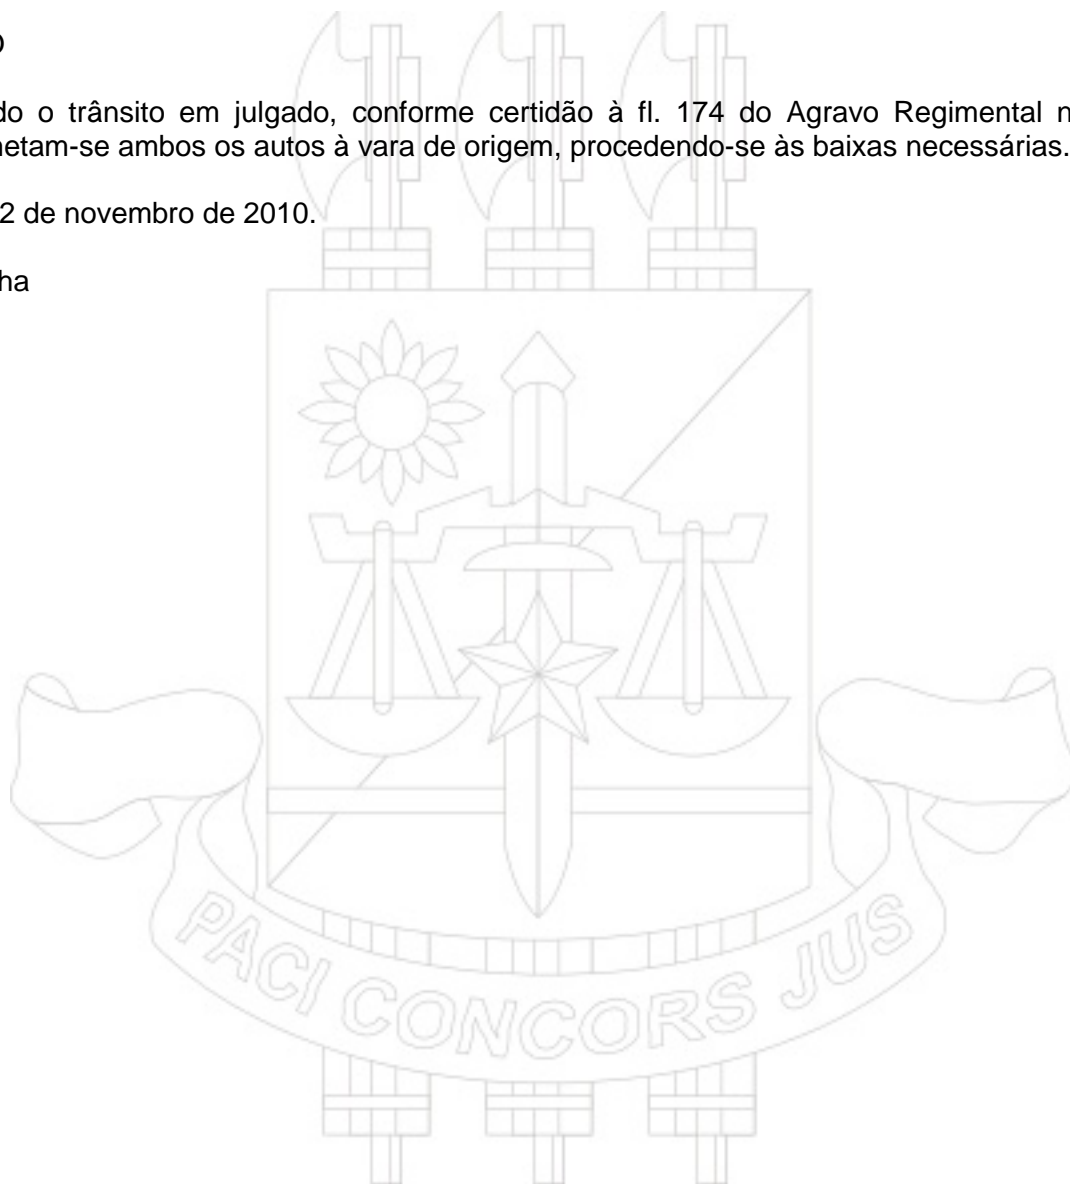 O
do o trânsito em julgado, conforme certidão à fl. 174 do Agravo Regimental n
netam-se ambos os autos à vara de origem, procedendo-se às baixas necessárias.
2 de novembro de 2010.
ha
PACI CONCORS JUS